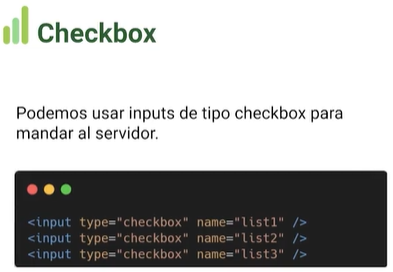 Checkbox
Podemos usar inputs de tipo checkbox para
mandar al servidor.
<input type="checkbox" name="list1" />
<input type="checkbox" name="list2" />
<input type="checkbox" name="list3" />